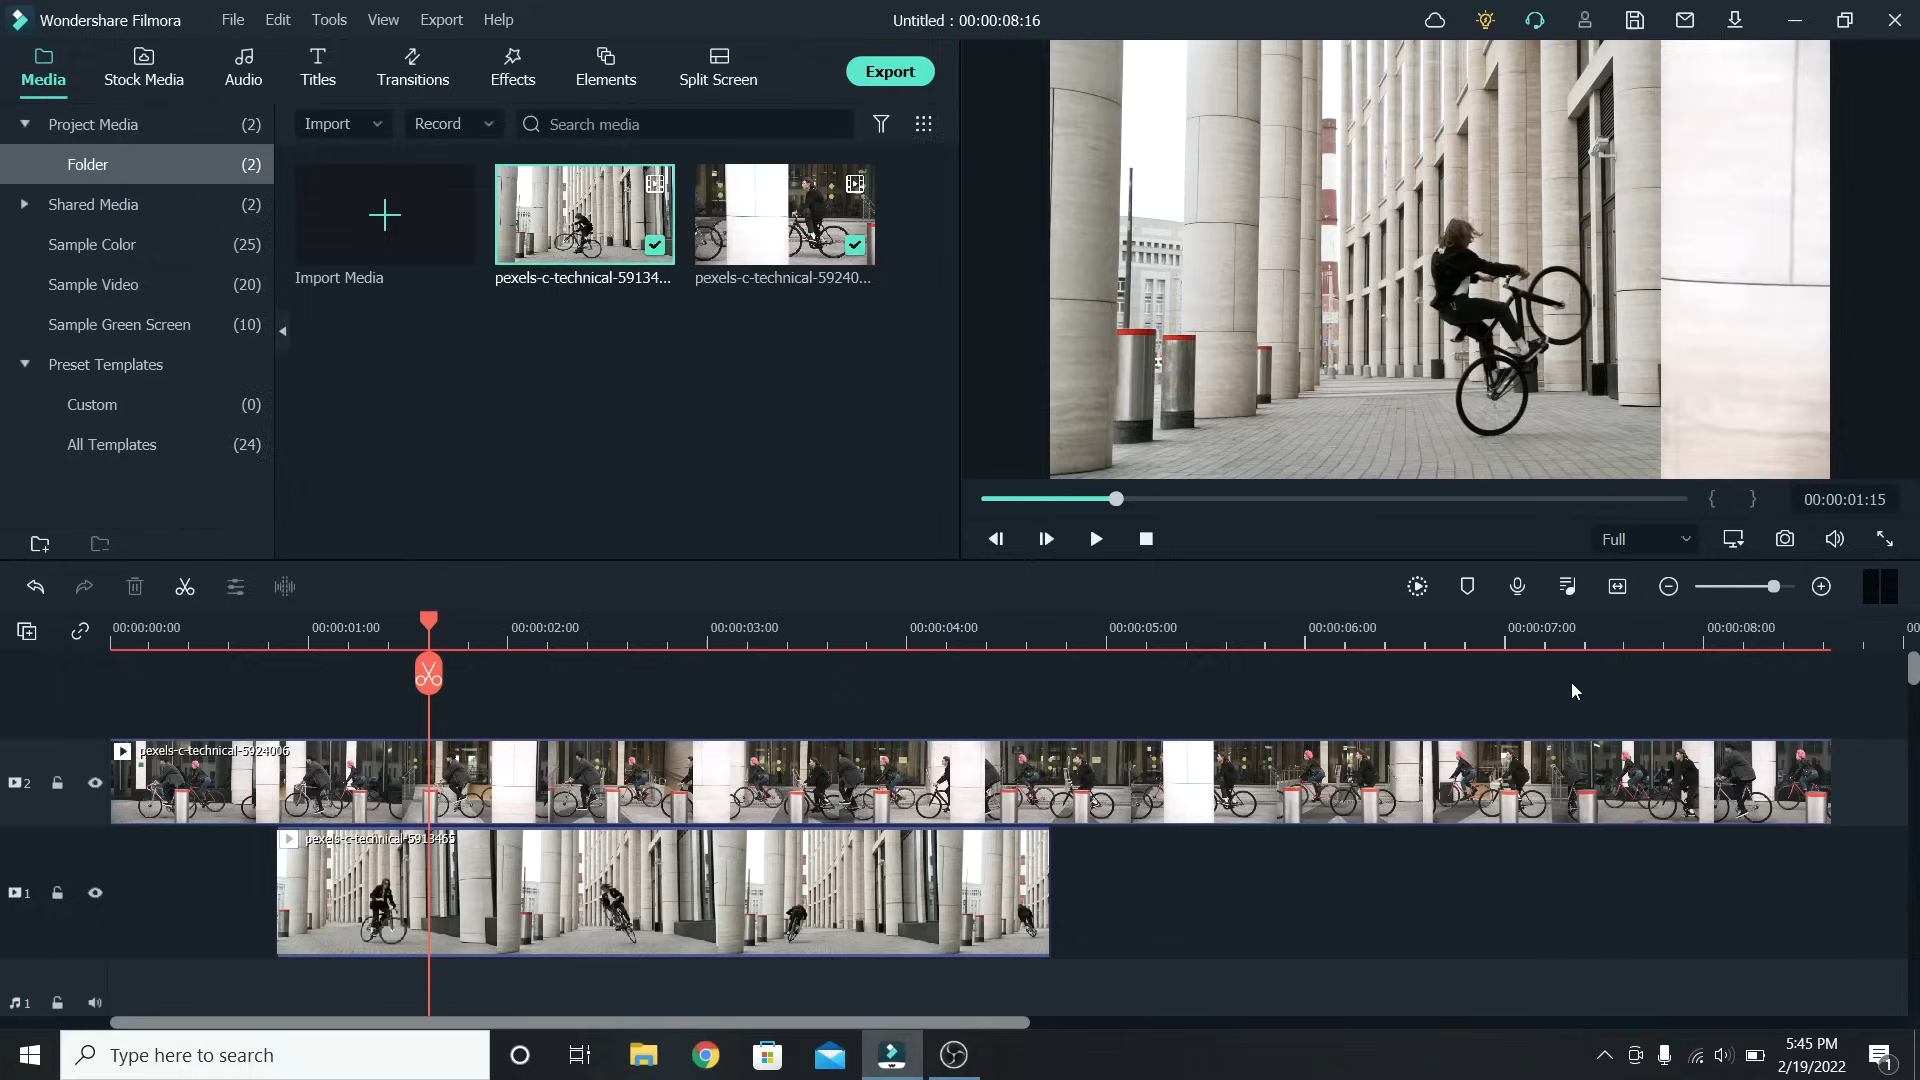 Wondershare Filmora
File Edit Tools View Export Help
Untitled : 00:00:08:16
Media
Stock Media
Audio
Titles
Transitions
Effects
Elements
Split Screen
Export
Project Media (2)
Folder (2)
Shared Media (2)
Sample Color (25)
Sample Video (20)
Sample Green Screen (10)
Preset Templates
Custom (0)
All Templates (24)
Import
Record
Search media
Import Media
pexels-c-technical-59134...
pexels-c-technical-59240...
{ }
00:00:01:15
Full
00:00:00:00
00:00:01:00
00:00:02:00
00:00:03:00
00:00:04:00
00:00:05:00
00:00:06:00
00:00:07:00
00:00:08:00
00
2
pexels-c-technical-5924006
1
pexels-c-technical-5913465
1
Type here to search
5:45 PM
2/19/2022
1